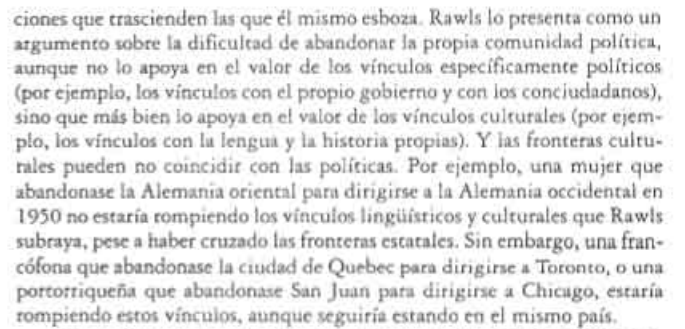 ciones que trascienden las que él mismo esboza. Rawls lo presenta como un
argumento sobre la dificultad de abandonar la propia comunidad política,
aunque no lo apoya en el valor de los vínculos específicamente políticos
(por ejemplo, los vínculos con el propio gobierno y con los conciudadanos),
sino que más bien lo apoya en el valor de los vínculos culturales (por ejem-
plo, los vínculos con la lengua y la historia propias). Y las fronteras cultu-
rales pueden no coincidir con las políticas. Por ejemplo, una mujer que
abandonase la Alemania oriental para dirigirse a la Alemania occidental en
1950 no estaría rompiendo los vínculos lingüísticos y culturales que Rawls
subraya, pese a haber cruzado las fronteras estatales. Sin embargo, una fran-
cófona que abandonase la ciudad de Quebec para dirigirse a Toronto, o una
portorriqueña que abandonase San Juan para dirigirse a Chicago, estaría
rompiendo estos vínculos, aunque seguiría estando en el mismo país.